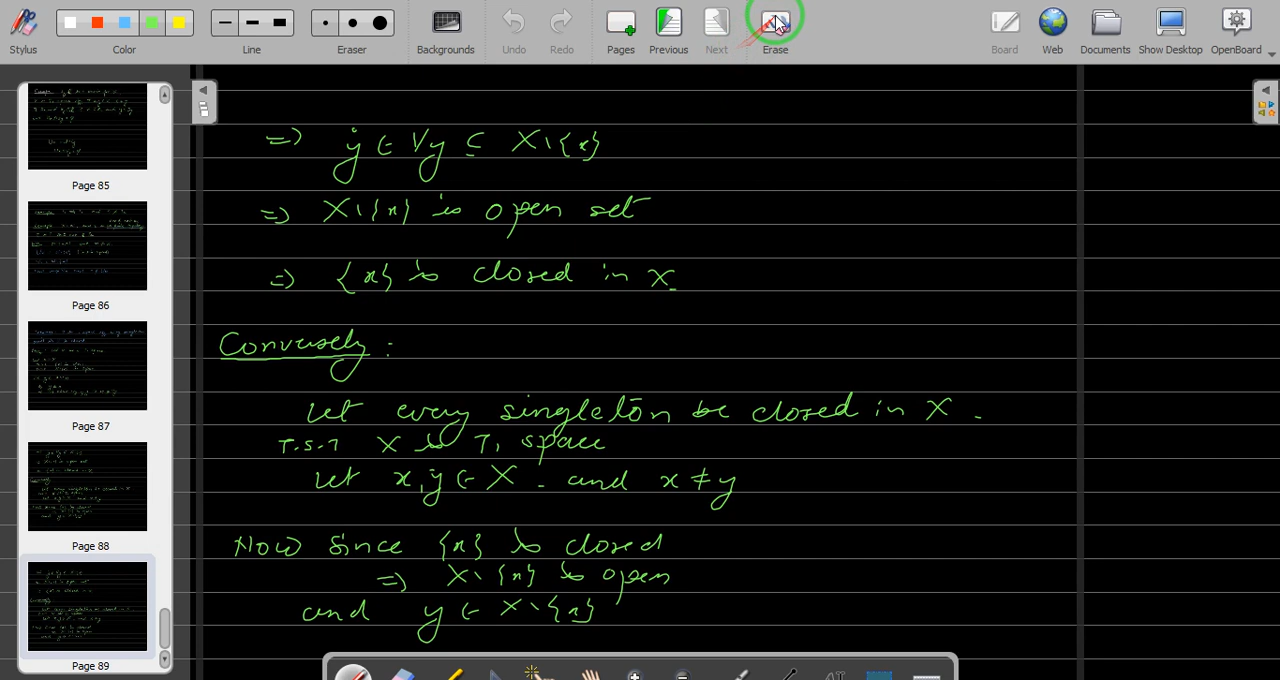 Stylus
Color
Line
Eraser
Backgrounds
Undo
Redo
Pages
Previous
Next
Erase
Board
Web
Documents
Show Desktop
OpenBoard
Page 85
Page 86
Page 87
Page 88
Page 89
=> y ∈ Vy ⊆ X\{x}
=> X\{x} is open set
=> {x} is closed in X
Conversely :
Let every singleton be closed in X .
T.S.T X is T₁ space
Let x,y ∈ X . and x ≠ y
Now since {x} is closed
=> X\{x} is open
and y ∈ X\{x}